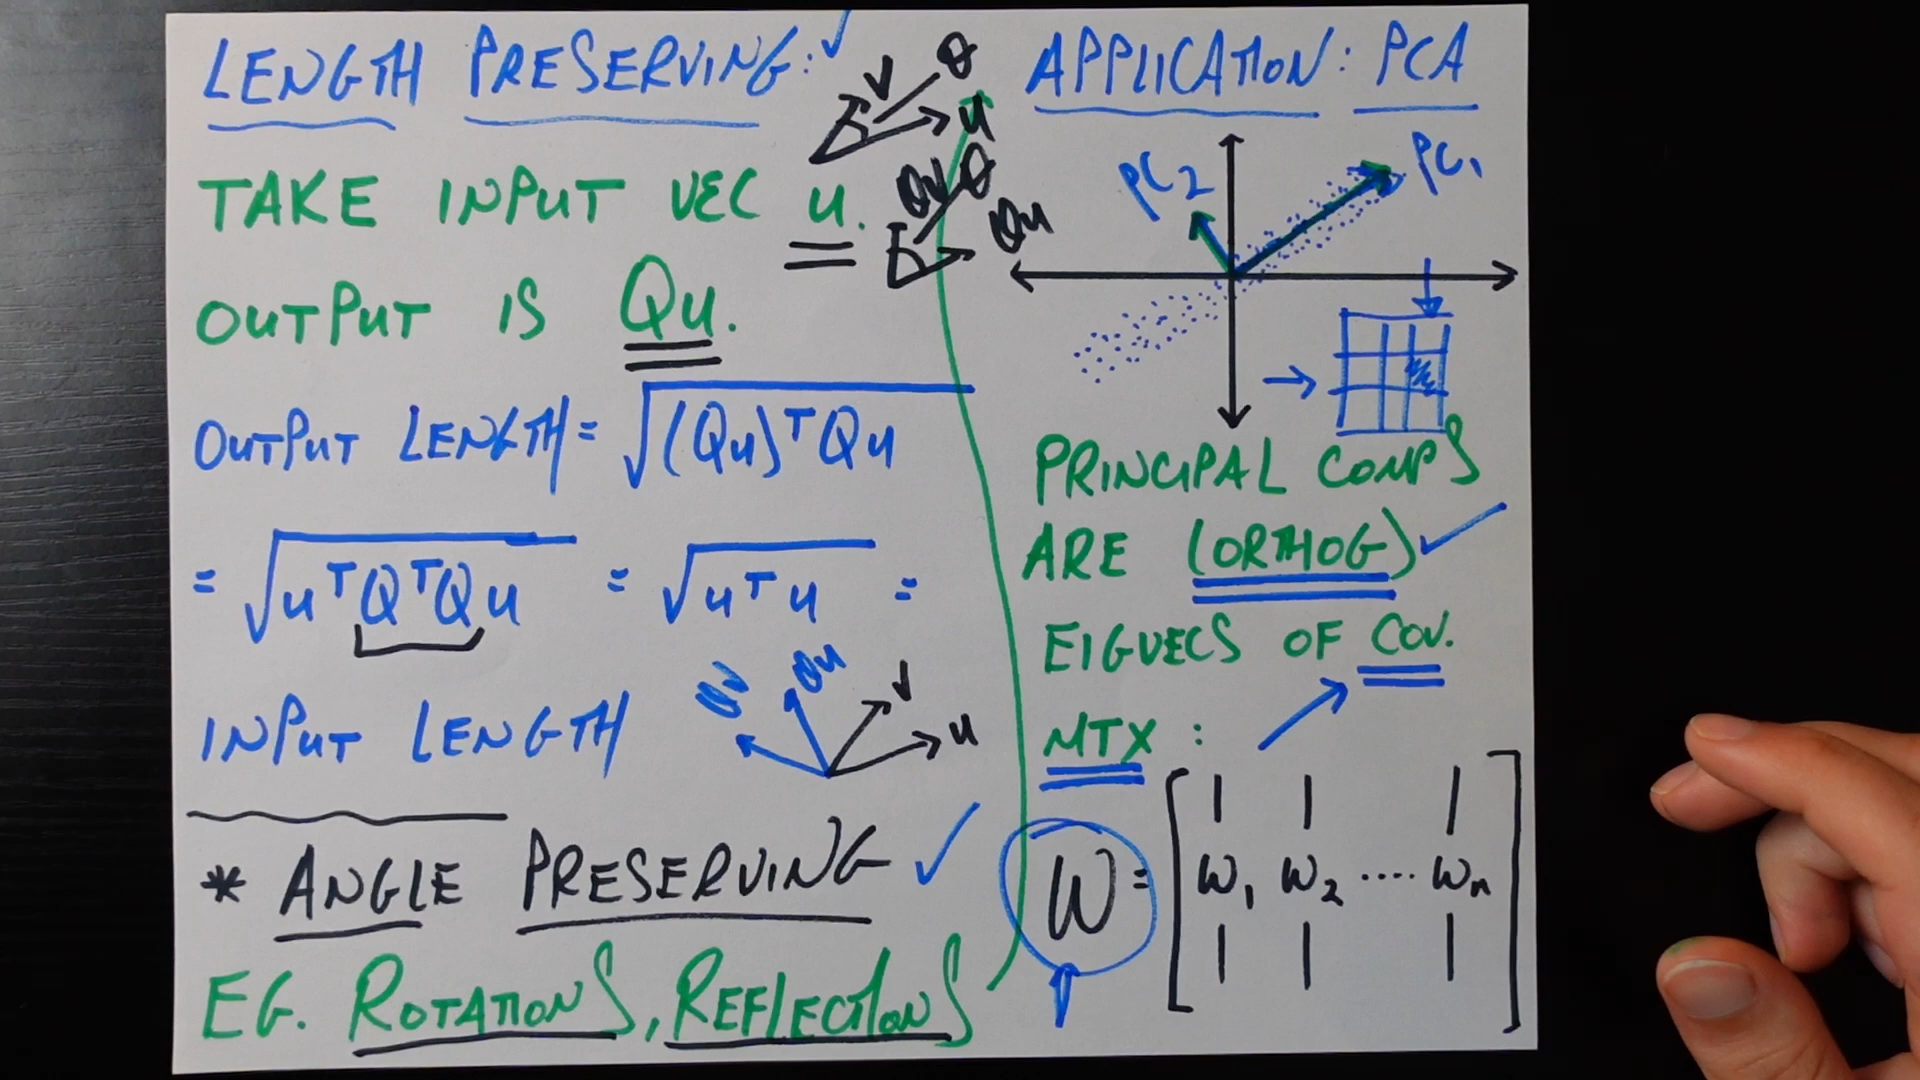 LENGTH PRESERVING:
V θ
u
TAKE INPUT VEC u.
Qv θ
Qu
OUTPUT IS Qu.
OUTPUT LENGTH = √(Qu)ᵀQu
= √uᵀQᵀQu = √uᵀu =
INPUT LENGTH
Qv Qu v u
* ANGLE PRESERVING
EG. ROTATIONS, REFLECTIONS
APPLICATION: PCA
PC2 PC1
PRINCIPAL COMPS
ARE (ORTHOG)
EIGVECS OF COV.
MTX:
W = [w1 w2 .... wn]